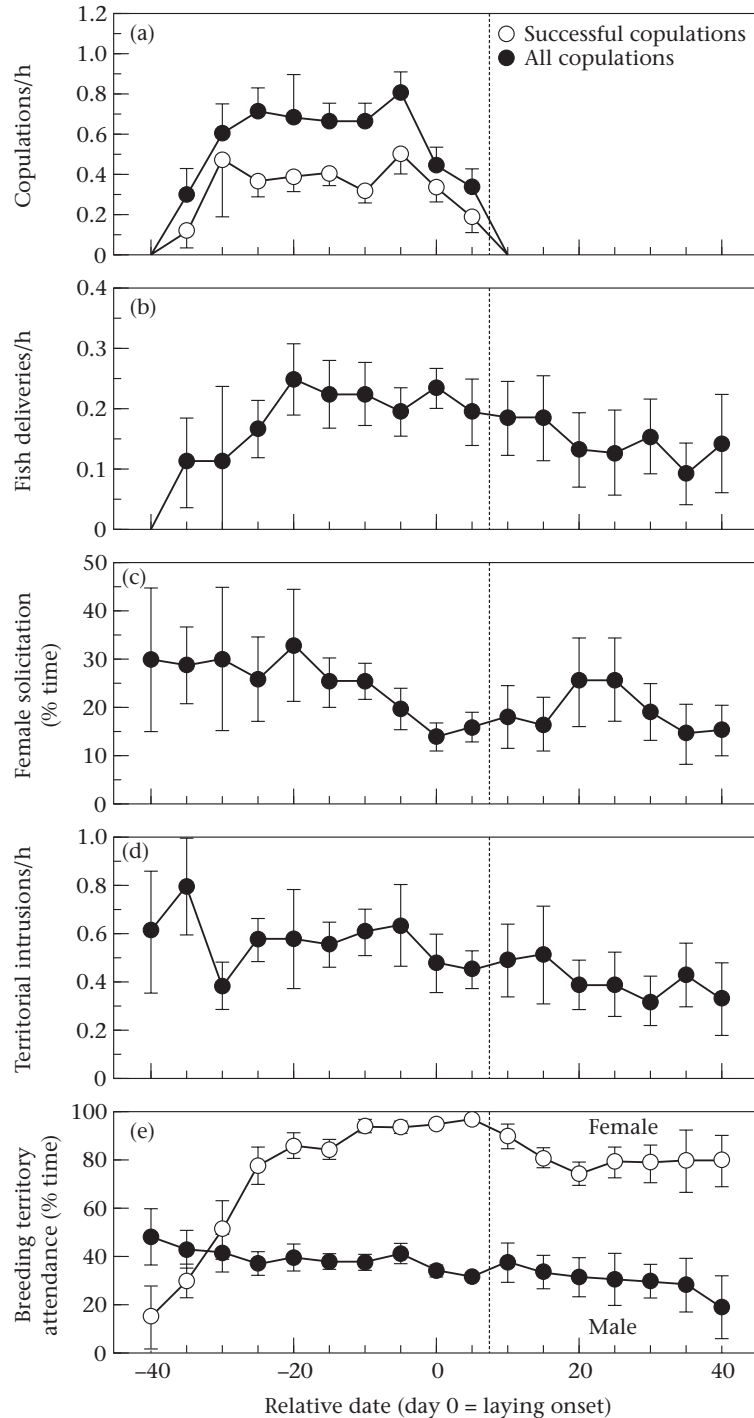 (a)
Successful copulations
All copulations
Copulations/h
1.2
1.0
0.8
0.6
0.4
0.2
0
(b)
Fish deliveries/h
0.4
0.3
0.2
0.1
0
(c)
Female solicitation
(% time)
50
40
30
20
10
0
(d)
Territorial intrusions/h
1.0
0.8
0.6
0.4
0.2
0
(e)
Female
Male
Breeding territory
attendance (% time)
100
80
60
40
20
0
–40 –20 0 20 40
Relative date (day 0 = laying onset)